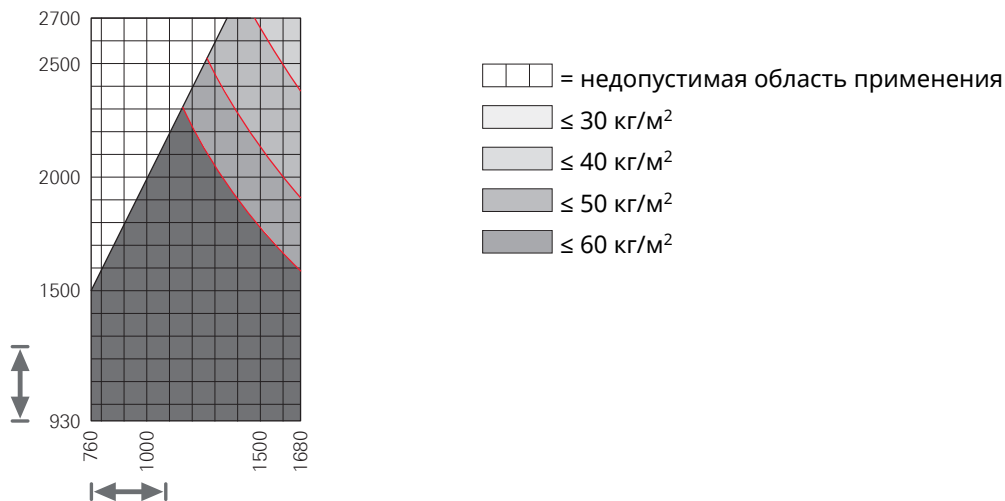 2700
2500
2000
1500
930
760
1000
1500
1680
= недопустимая область применения
≤ 30 кг/м²
≤ 40 кг/м²
≤ 50 кг/м²
≤ 60 кг/м²